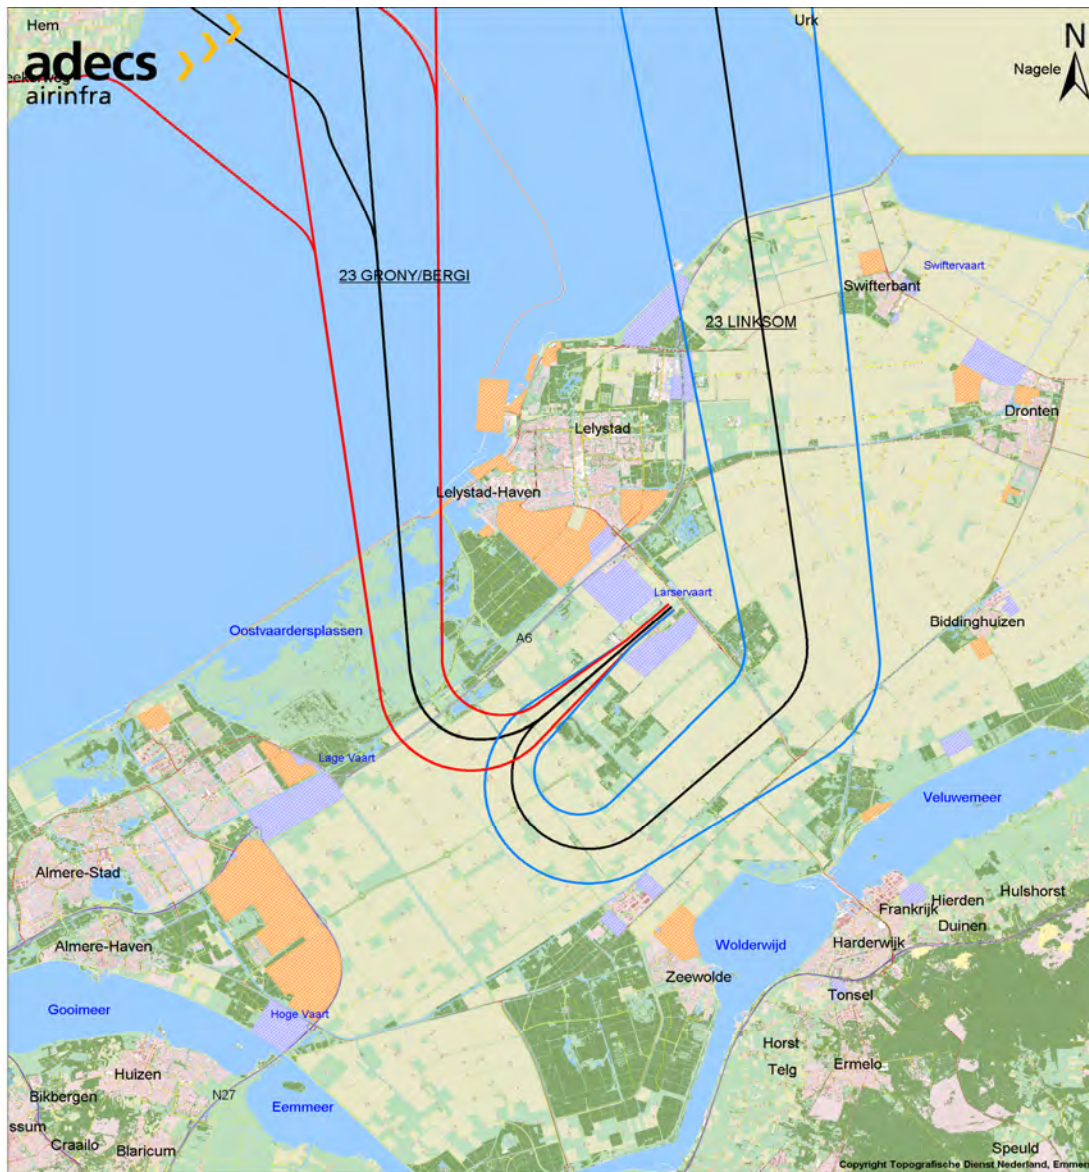 Hem
Urk
N
adecs
airinfra
Nagele
23 GRONY/BERGI
Swiftervaart
Swifterbant
23 LINKSOM
Dronten
Lelystad
Lelystad-Haven
Larservaart
Biddinghuizen
Oostvaardersplassen
A6
Lage Vaart
Veluwemeer
Almere-Stad
Hulshorst
Hierden
Frankrijk
Duinen
Almere-Haven
Wolderwijd
Harderwijk
Zeewolde
Tonsel
Gooimeer
Hoge Vaart
Horst
Telg
Ermelo
Huizen
N27
Bikbergen
Eemmeer
ssum
Craailo
Blaricum
Speuld
Copyright Topografische Dienst Nederland, Emmen